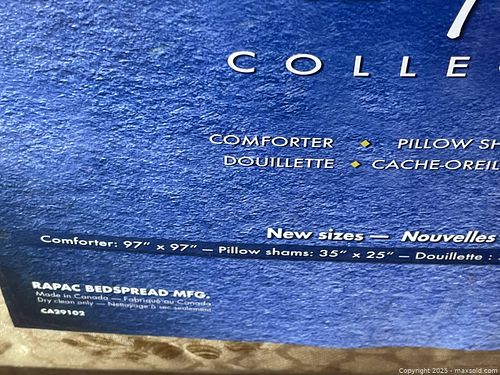 COLLE
COMFORTER ◆ PILLOW SH
DOUILLETTE ◆ CACHE-OREIL
New sizes — Nouvelles
Comforter: 97" x 97" — Pillow shams: 35" x 25" — Douillette :
RAPAC BEDSPREAD MFG.
Made in Canada — Fabriqué au Canada
Dry clean only — Nettoyage à sec seulement
CA29102
Copyright 2025 - maxsold.com